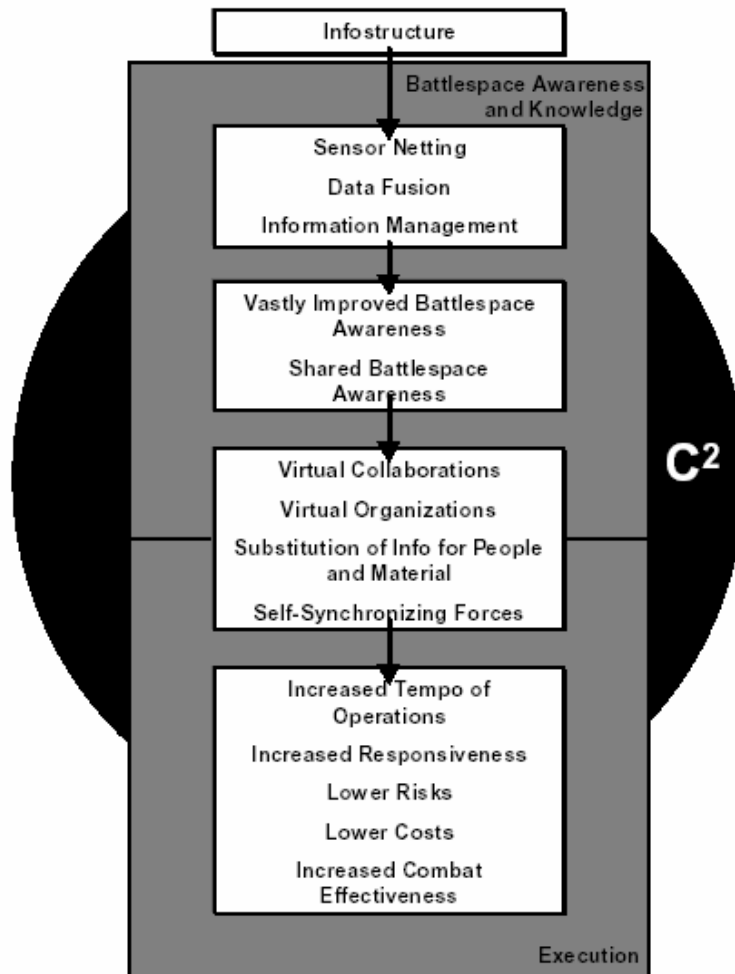 Infostructure
Battlespace Awareness
and Knowledge
Sensor Netting
Data Fusion
Information Management
Vastly Improved Battlespace
Awareness
Shared Battlespace
Awareness
Virtual Collaborations
Virtual Organizations
Substitution of Info for People
and Material
Self-Synchronizing Forces
C²
Increased Tempo of
Operations
Increased Responsiveness
Lower Risks
Lower Costs
Increased Combat
Effectiveness
Execution